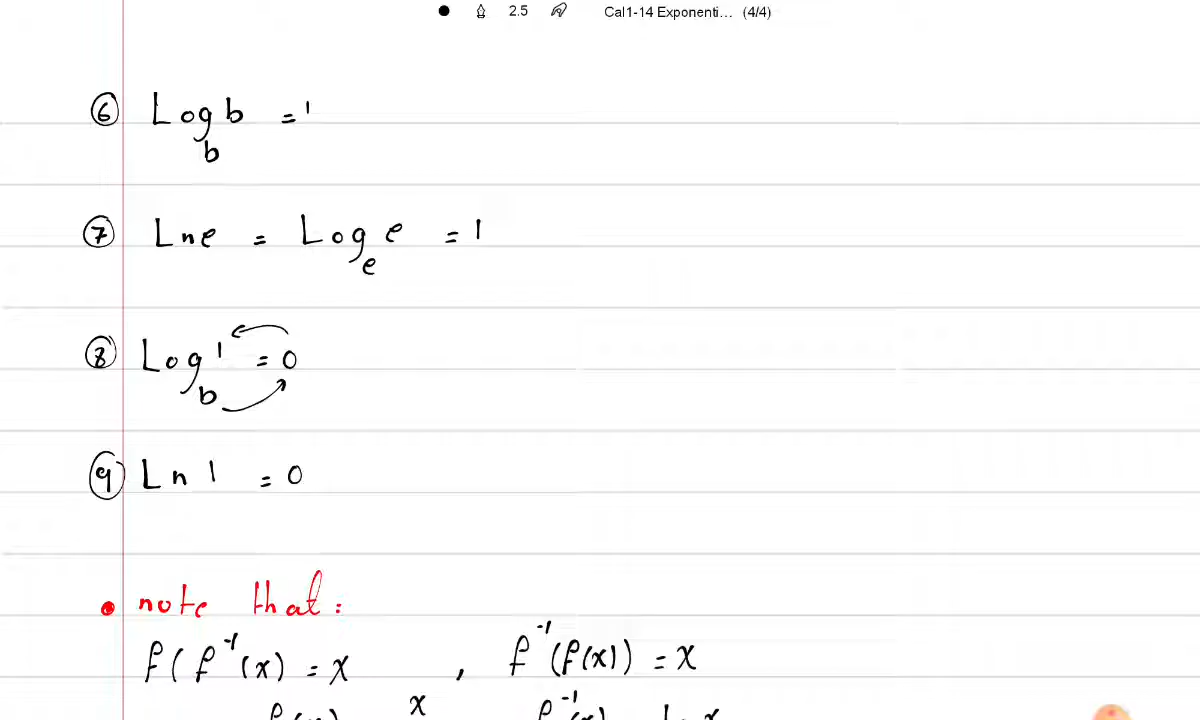 2.5 Cal1-14 Exponenti... (4/4)
⑥ Log_b b = 1
⑦ Ln e = Log_e e = 1
⑧ Log_b 1 = 0
⑨ Ln 1 = 0
• note that:
f(f⁻¹(x) = x , f⁻¹(f(x)) = x